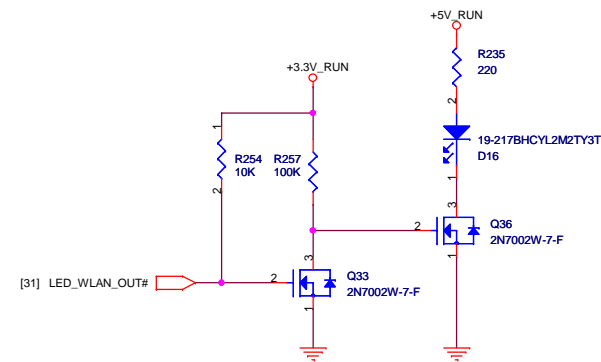 +5V_RUN
R235
220
+3.3V_RUN
2
1
19-217BHCYL2M2TY3T
D16
R254
10K
R257
100K
2
1
3
Q36
2N7002W-7-F
2
1
3
Q33
2N7002W-7-F
[31] LED_WLAN_OUT#
2
1